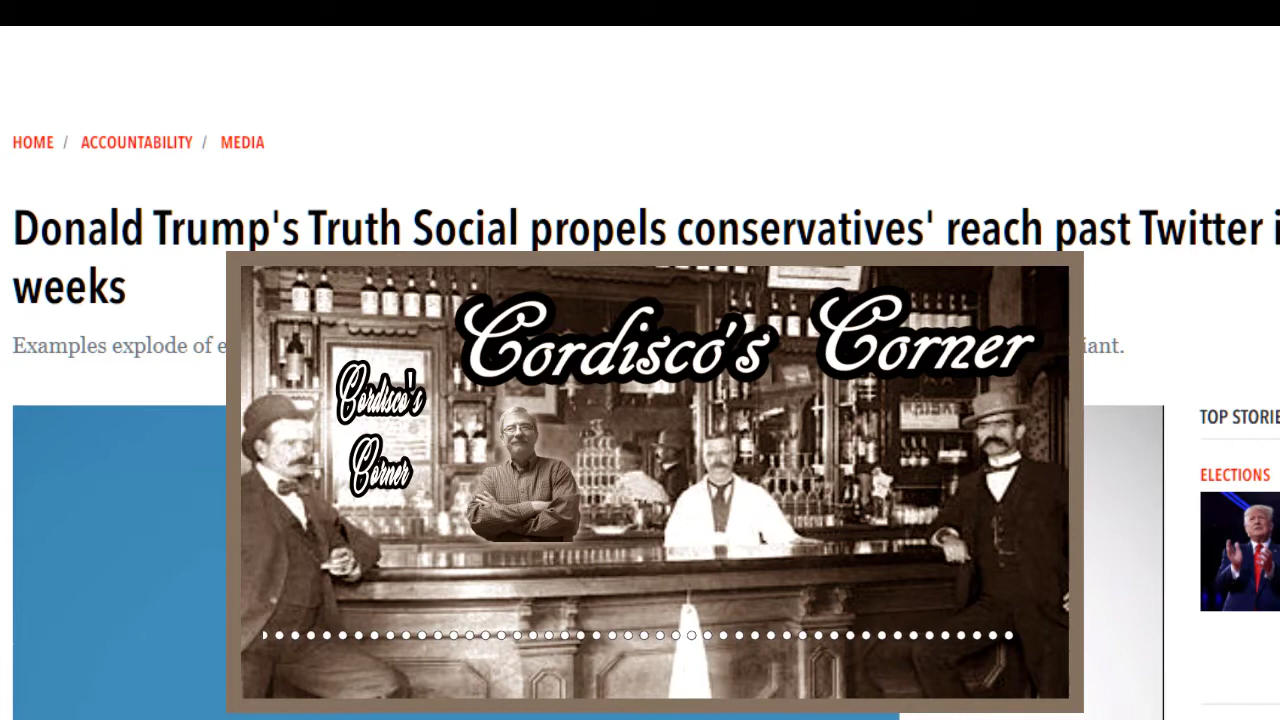 HOME / ACCOUNTABILITY / MEDIA
Donald Trump's Truth Social propels conservatives' reach past Twitter i
weeks
Examples explode of e
iant.
Cordisco's Corner
Cordisco's
Corner
TOP STORIE
ELECTIONS